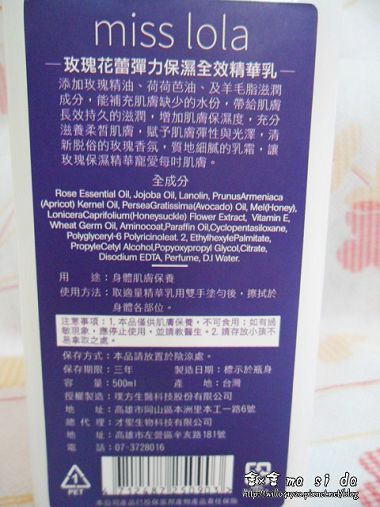 miss lola
玫瑰花蕾彈力保濕全效精華乳
添加玫瑰精油、荷荷芭油、及羊毛脂滋潤
成分，能補充肌膚缺少的水份，帶給肌膚
長效持久的滋潤，增加肌膚保濕度，充分
滋養柔皙肌膚，賦予肌膚彈性與光澤，清
新脫俗的玫瑰香氛，質地細膩的乳霜，讓
玫瑰保濕精華寵愛每吋肌膚。
全成分
Rose Essential Oil, Jojoba Oil, Lanolin, PrunusArmeniaca
(Apricot) Kernel Oil, PerseaGratissima(Avocado) Oil, Mel(Honey),
LoniceraCaprifolium(Honeysuckle) Flower Extract, Vitamin E,
Wheat Germ Oil, Aminocoat,Paraffin Oil,Cyclopentasiloxane,
Polyglyceryl-6 Polyricinoleat. 2, EthylhexylePalmitate,
PropyleCetyl Alcohol,Popyoxypropyl Glycol,Citrate,
Disodium EDTA, Perfume, D.I Water.
用 途：身體肌膚保養
使用方法：取適量精華乳用雙手塗勻後，擦拭於
身體各部位。
注意事項：1. 本品僅供肌膚保養，不可食用；如有過
敏現象，應停止使用，並請教醫生。2. 請存放小孩不
易拿取之處。
保存方式：本品請放置於陰涼處。
保存期限：三年 製造日期：標示於瓶身
容 量：500ml 產 地：台灣
製造經銷：璞方生醫科技股份有限公司
地 址：高雄市岡山區本洲里本工一路6號
總 代 理：才聖生物科技有限公司
地 址：高雄市左營區辛亥路181號
電 話：07-3728016
1
PET